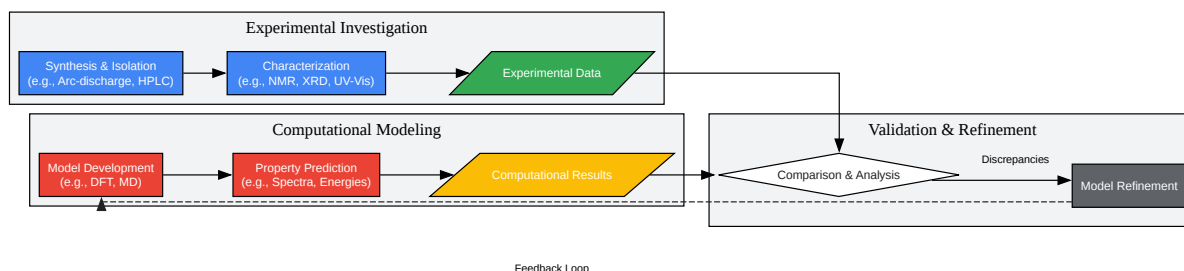 Experimental Investigation
Synthesis & Isolation
(e.g., Arc-discharge, HPLC)
Characterization
(e.g., NMR, XRD, UV-Vis)
Experimental Data
Computational Modeling
Model Development
(e.g., DFT, MD)
Property Prediction
(e.g., Spectra, Energies)
Computational Results
Validation & Refinement
Comparison & Analysis
Discrepancies
Model Refinement
Feedback Loop